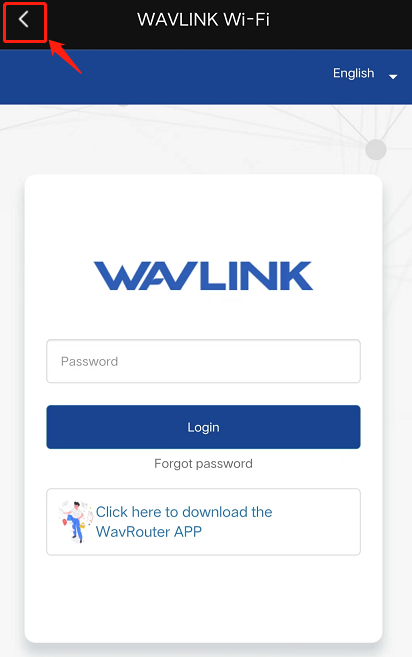 WAVLINK Wi-Fi
English
WAVLINK
Password
Login
Forgot password
Click here to download the
WavRouter APP